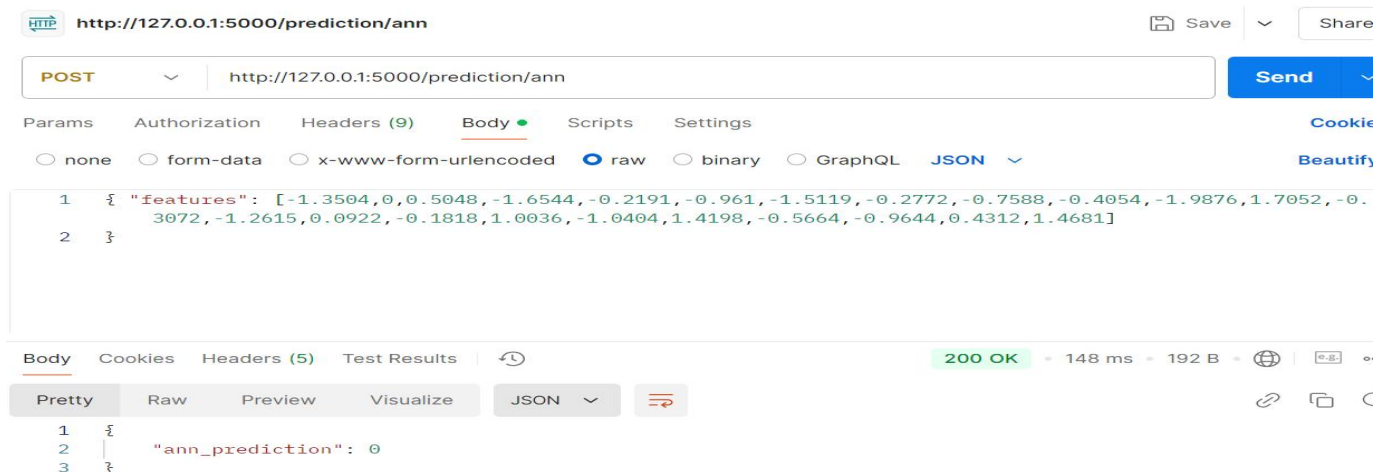 HTTP http://127.0.0.1:5000/prediction/ann Save Share
POST http://127.0.0.1:5000/prediction/ann Send
Params Authorization Headers (9) Body Scripts Settings Cookie
none form-data x-www-form-urlencoded raw binary GraphQL JSON Beautify
1 { "features": [-1.3504,0,0.5048,-1.6544,-0.2191,-0.961,-1.5119,-0.2772,-0.7588,-0.4054,-1.9876,1.7052,-0.
3072,-1.2615,0.0922,-0.1818,1.0036,-1.0404,1.4198,-0.5664,-0.9644,0.4312,1.4681]
2 }
Body Cookies Headers (5) Test Results 200 OK 148 ms 192 B e.g.
Pretty Raw Preview Visualize JSON
1 {
2 "ann_prediction": 0
3 }